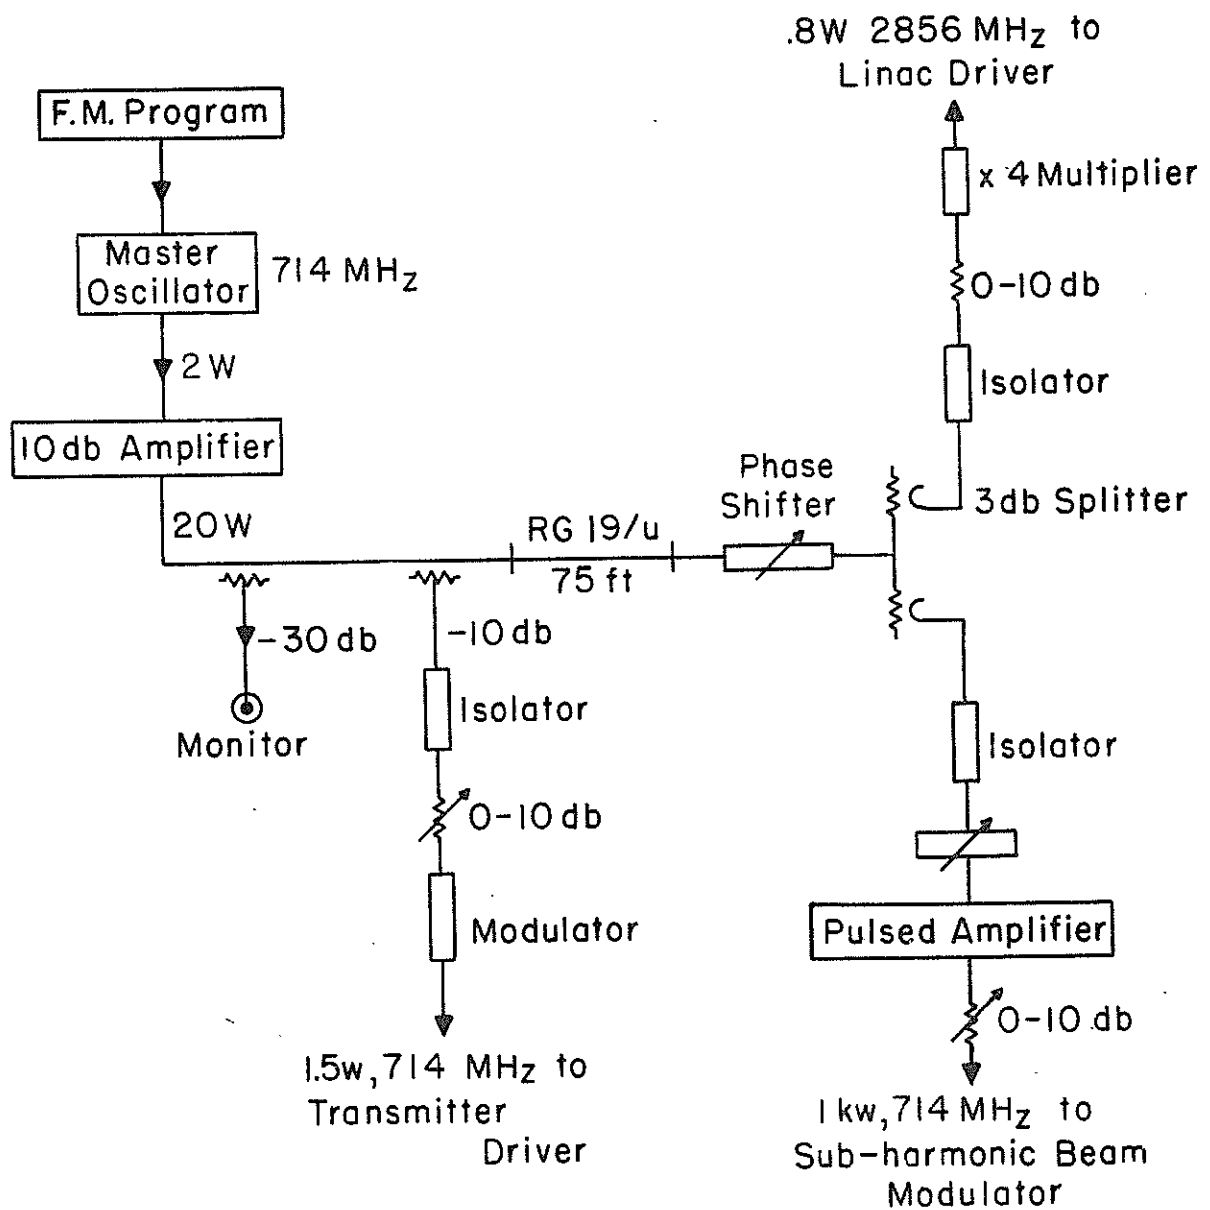 .8W 2856 MHz to
Linac Driver
F.M. Program
x 4 Multiplier
Master
Oscillator
714 MHz
0-10 db
2 W
Isolator
10 db Amplifier
Phase
Shifter
3db Splitter
20 W
RG 19/u
75 ft
-30 db
-10 db
Isolator
Monitor
Isolator
0-10 db
Modulator
Pulsed Amplifier
0-10 db
1.5w, 714 MHz to
Transmitter
Driver
1 kw, 714 MHz to
Sub-harmonic Beam
Modulator